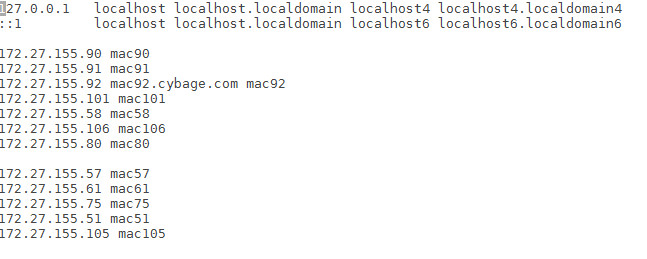 127.0.0.1   localhost localhost.localdomain localhost4 localhost4.localdomain4
::1         localhost localhost.localdomain localhost6 localhost6.localdomain6
172.27.155.90 mac90
172.27.155.91 mac91
172.27.155.92 mac92.cybage.com mac92
172.27.155.101 mac101
172.27.155.58 mac58
172.27.155.106 mac106
172.27.155.80 mac80
172.27.155.57 mac57
172.27.155.61 mac61
172.27.155.75 mac75
172.27.155.51 mac51
172.27.155.105 mac105